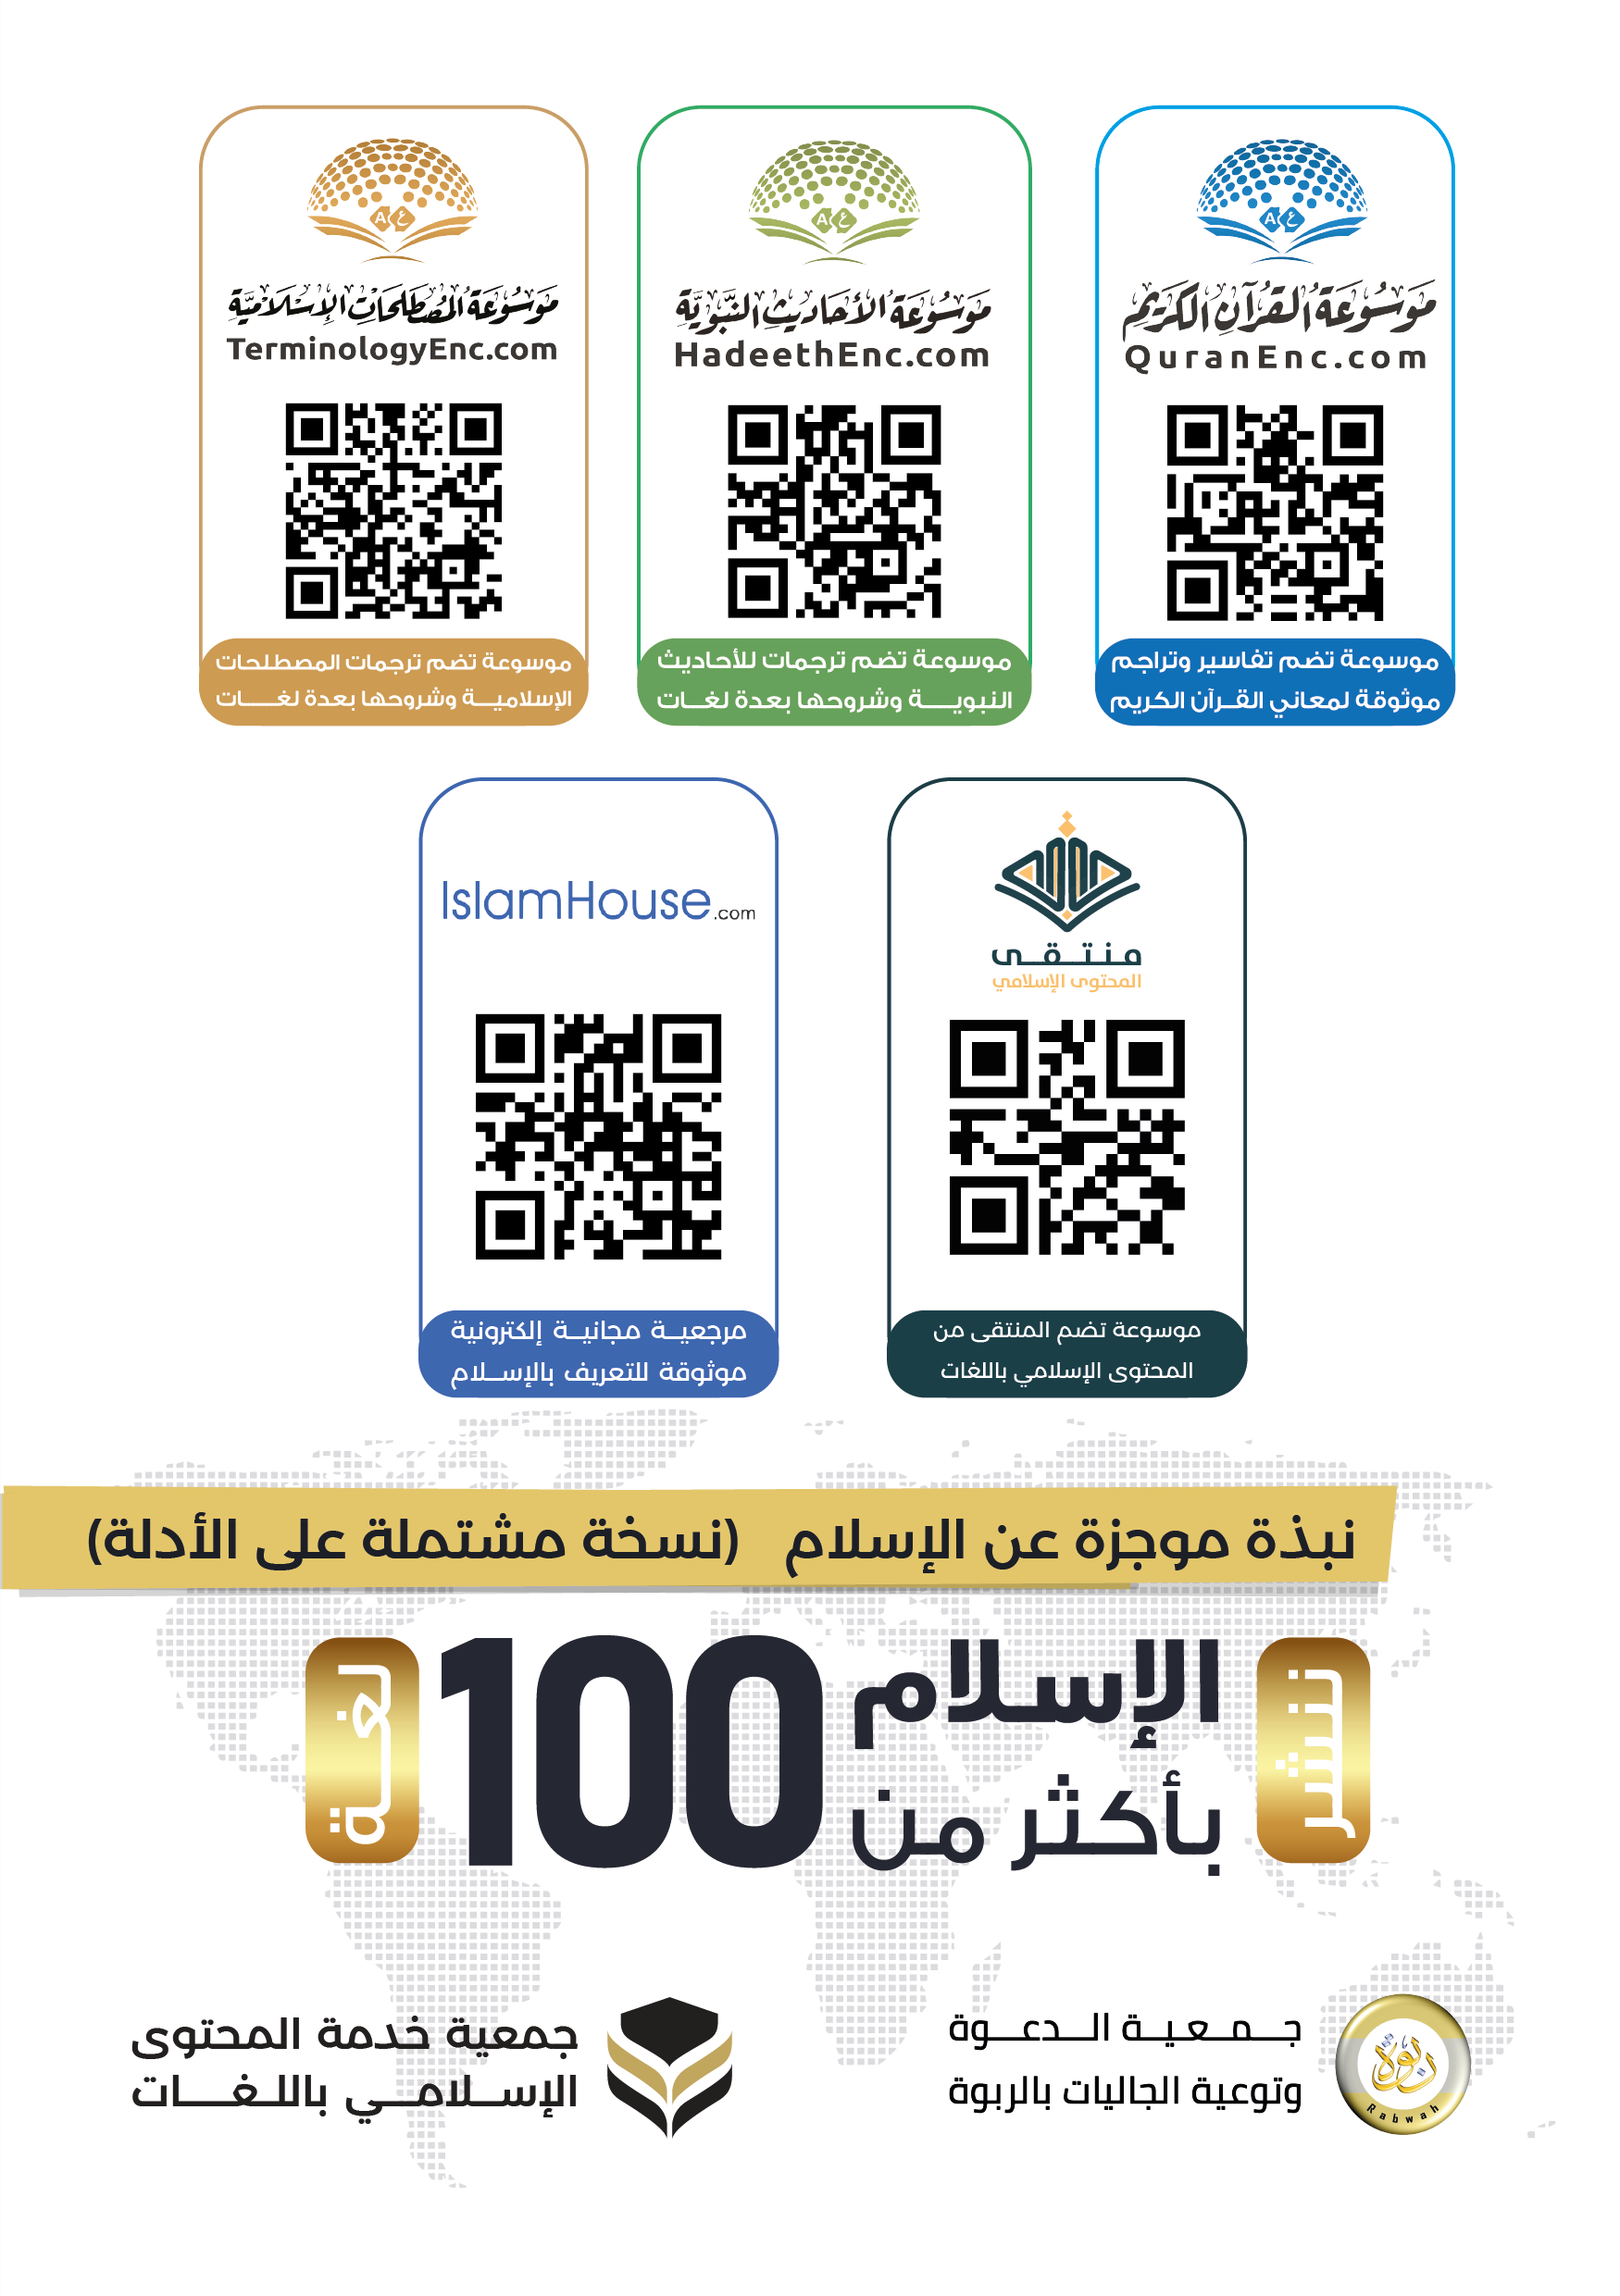 موسوعة القرآن الكريم
QuranEnc.com
موسوعة تضم تفاسير وتراجم
موثوقة لمعاني القرآن الكريم
موسوعة الأحاديث النبوية
HadeethEnc.com
موسوعة تضم ترجمات للأحاديث
النبوية وشروحها بعدة لغات
موسوعة المصطلحات الإسلامية
TerminologyEnc.com
موسوعة تضم ترجمات المصطلحات
الإسلامية وشروحها بعدة لغات
منتقى
المحتوى الإسلامي
موسوعة تضم المنتقى من
المحتوى الإسلامي باللغات
IslamHouse.com
مرجعية مجانية إلكترونية
موثوقة للتعريف بالإسلام
نبذة موجزة عن الإسلام (نسخة مشتملة على الأدلة)
ننشر
الإسلام
بأكثر من
100
لغة
ربوة
Rabwah
جمعية الدعوة
وتوعية الجاليات بالربوة
جمعية خدمة المحتوى
الإسلامي باللغات